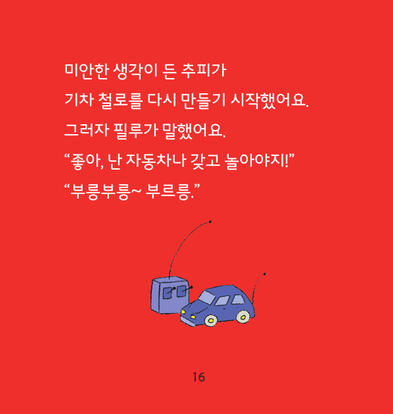 미안한 생각이 든 추피가
기차 철로를 다시 만들기 시작했어요.
그러자 필루가 말했어요.
“좋아, 난 자동차나 갖고 놀아야지!”
“부릉부릉~ 부르릉.”
16